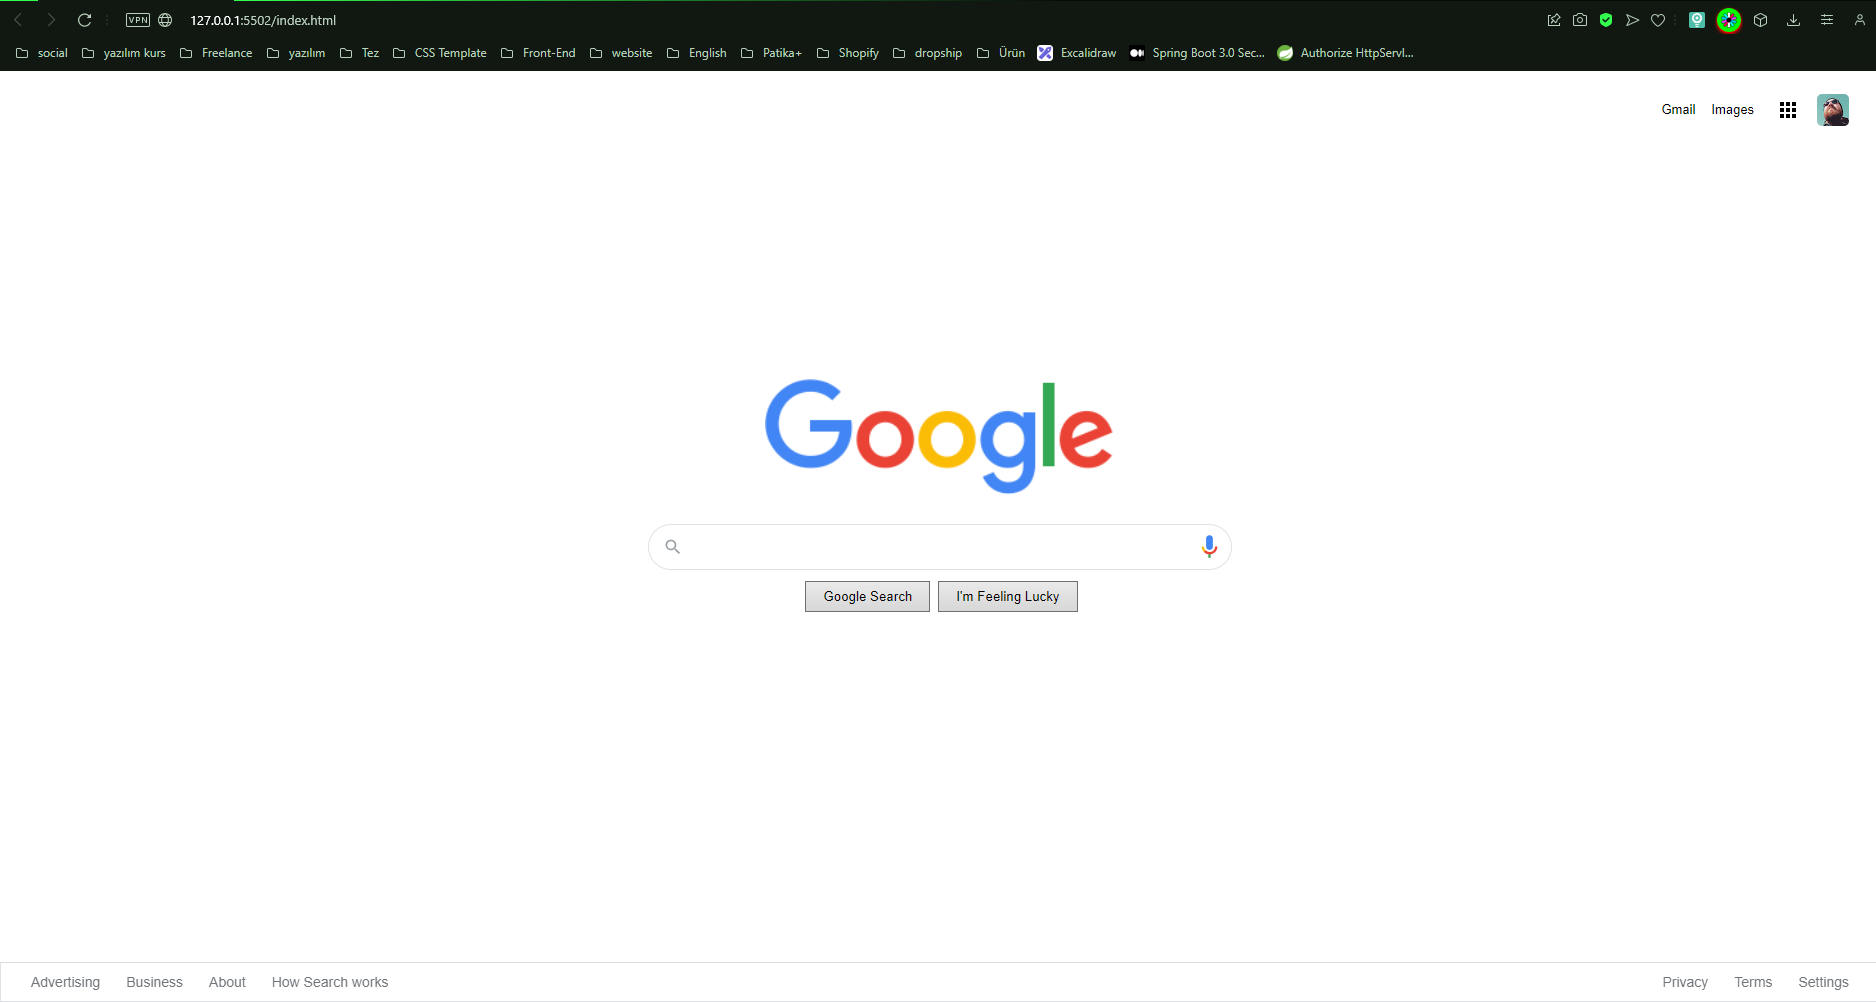 VPN 127.0.0.1:5502/index.html
social yazılım kurs Freelance yazılım Tez CSS Template Front-End website English Patika+ Shopify dropship Ürün Excalidraw Spring Boot 3.0 Sec... Authorize HttpServl...
Gmail Images
Google
Google Search I'm Feeling Lucky
Advertising Business About How Search works Privacy Terms Settings